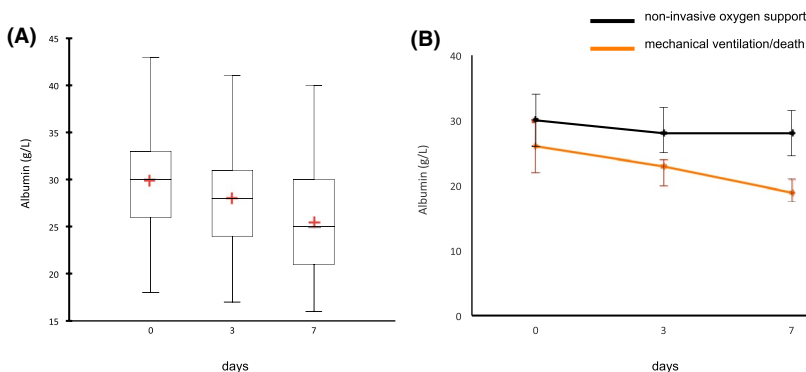 (A)
45
40
35
30
25
20
15
Albumin (g/L)
0 3 7
days
(B)
non-invasive oxygen support
mechanical ventilation/death
40
30
20
10
0
Albumin (g/L)
0 3 7
days